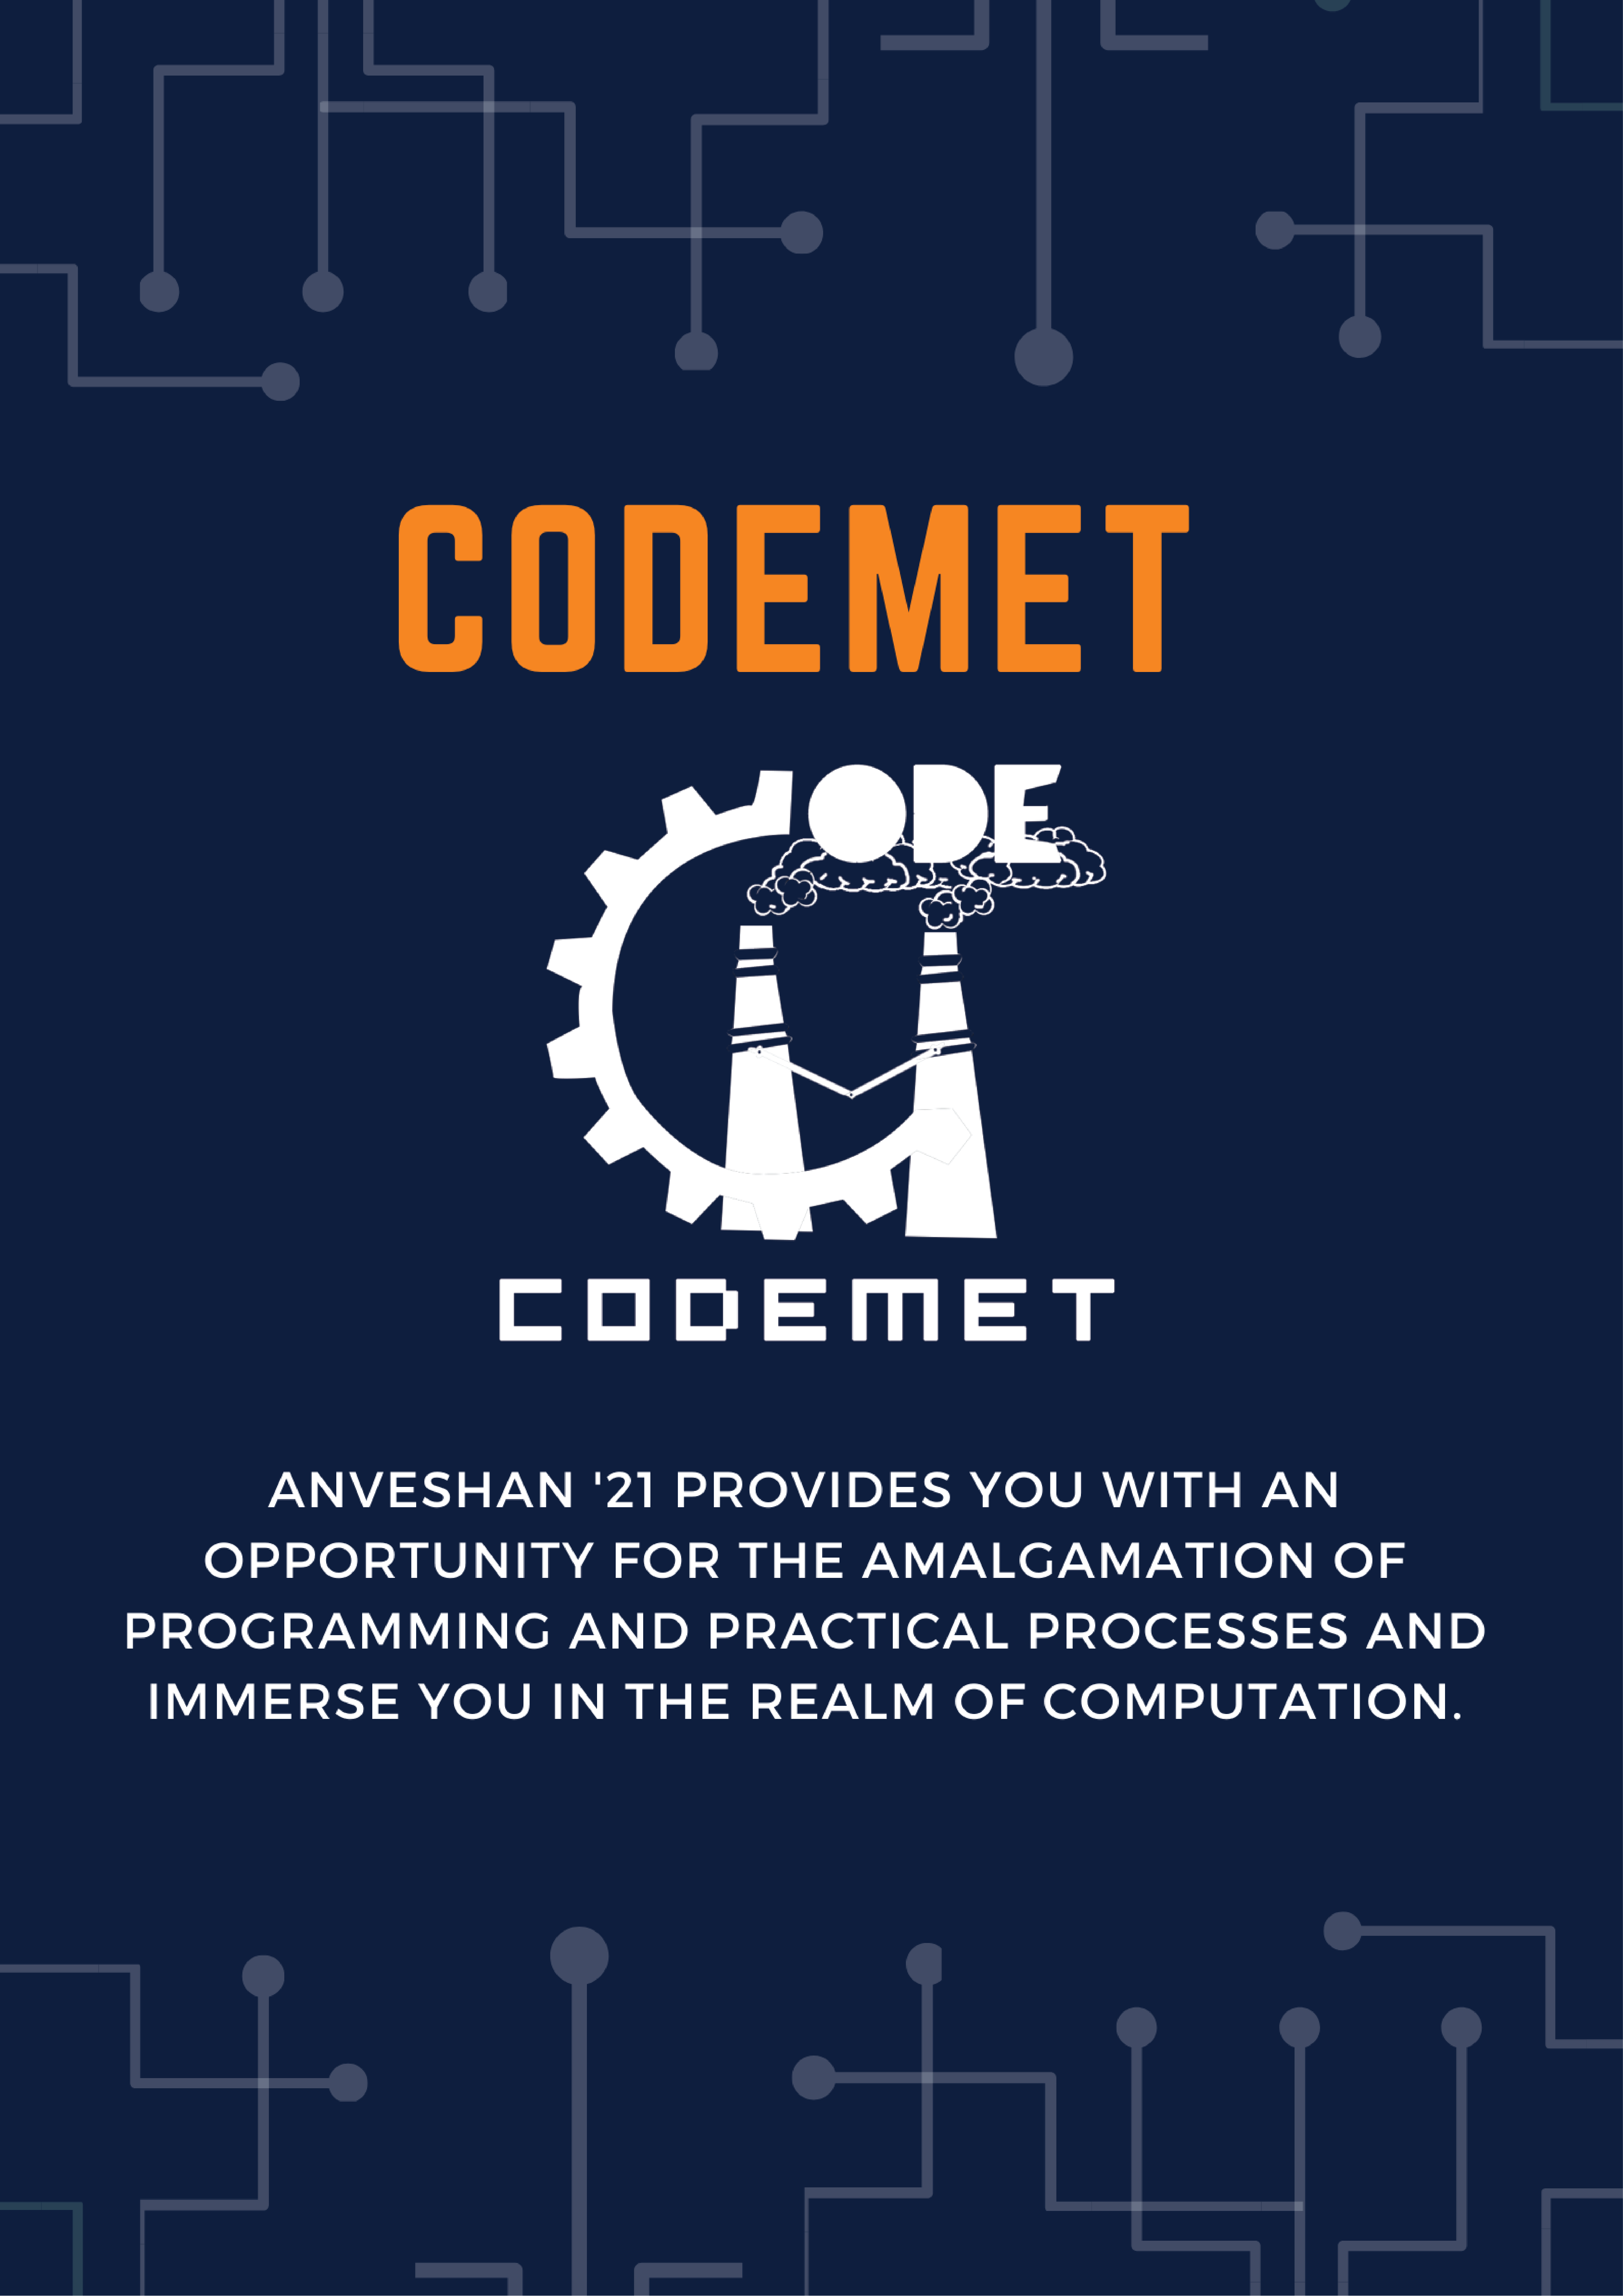 CODEMET
ODE
CODEMET
ANVESHAN '21 PROVIDES YOU WITH AN
OPPORTUNITY FOR THE AMALGAMATION OF
PROGRAMMING AND PRACTICAL PROCESSES AND
IMMERSE YOU IN THE REALM OF COMPUTATION.